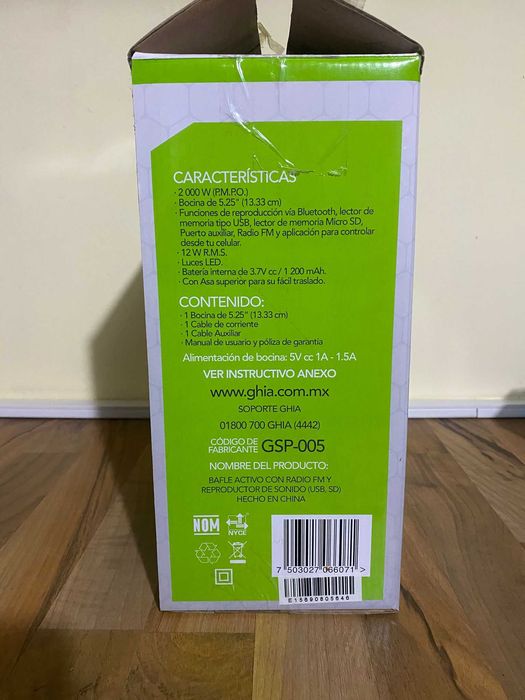 CARACTERÍSTICAS
· 2 000 W (P.M.P.O.)
· Bocina de 5.25" (13.33 cm)
· Funciones de reproducción vía Bluetooth, lector de
memoria tipo USB, lector de memoria Micro SD,
Puerto auxiliar, Radio FM y aplicación para controlar
desde tu celular.
· 12 W R.M.S.
· Luces LED.
· Batería interna de 3.7V cc / 1 200 mAh.
· Con Asa superior para su fácil traslado.
CONTENIDO:
· 1 Bocina de 5.25" (13.33 cm)
· 1 Cable de corriente
· 1 Cable Auxiliar
· Manual de usuario y póliza de garantía
Alimentación de bocina: 5V cc 1A - 1.5A
VER INSTRUCTIVO ANEXO
www.ghia.com.mx
SOPORTE GHIA
01800 700 GHIA (4442)
CÓDIGO DE
FABRICANTE GSP-005
NOMBRE DEL PRODUCTO:
BAFLE ACTIVO CON RADIO FM Y
REPRODUCTOR DE SONIDO (USB, SD)
HECHO EN CHINA
NOM
NYCE
7 503027 066071 >
E15690805646